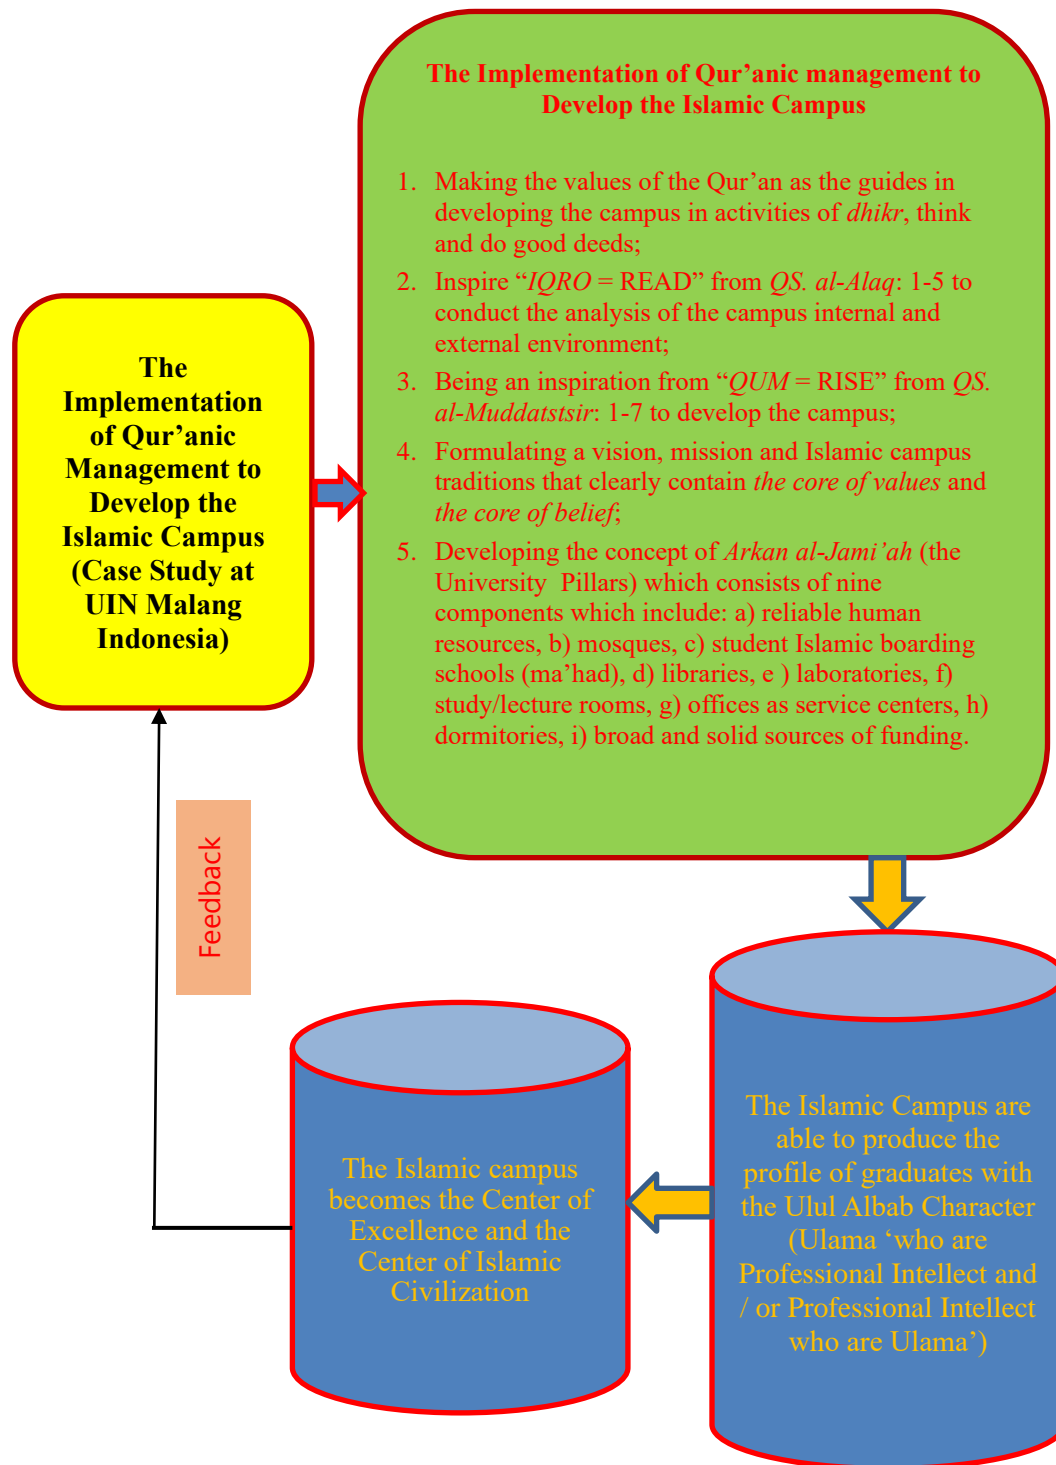 The Implementation of Qur’anic management to
Develop the Islamic Campus
1. Making the values of the Qur’an as the guides in
developing the campus in activities of dhikr, think
and do good deeds;
2. Inspire “IQRO = READ” from QS. al-Alaq: 1-5 to
conduct the analysis of the campus internal and
external environment;
3. Being an inspiration from “QUM = RISE” from QS.
al-Muddatstsir: 1-7 to develop the campus;
4. Formulating a vision, mission and Islamic campus
traditions that clearly contain the core of values and
the core of belief;
5. Developing the concept of Arkan al-Jami’ah (the
University Pillars) which consists of nine
components which include: a) reliable human
resources, b) mosques, c) student Islamic boarding
schools (ma’had), d) libraries, e ) laboratories, f)
study/lecture rooms, g) offices as service centers, h)
dormitories, i) broad and solid sources of funding.
The
Implementation
of Qur’anic
Management to
Develop the
Islamic Campus
(Case Study at
UIN Malang
Indonesia)
Feedback
The Islamic campus
becomes the Center of
Excellence and the
Center of Islamic
Civilization
The Islamic Campus are
able to produce the
profile of graduates with
the Ulul Albab Character
(Ulama ‘who are
Professional Intellect and
/ or Professional Intellect
who are Ulama’)